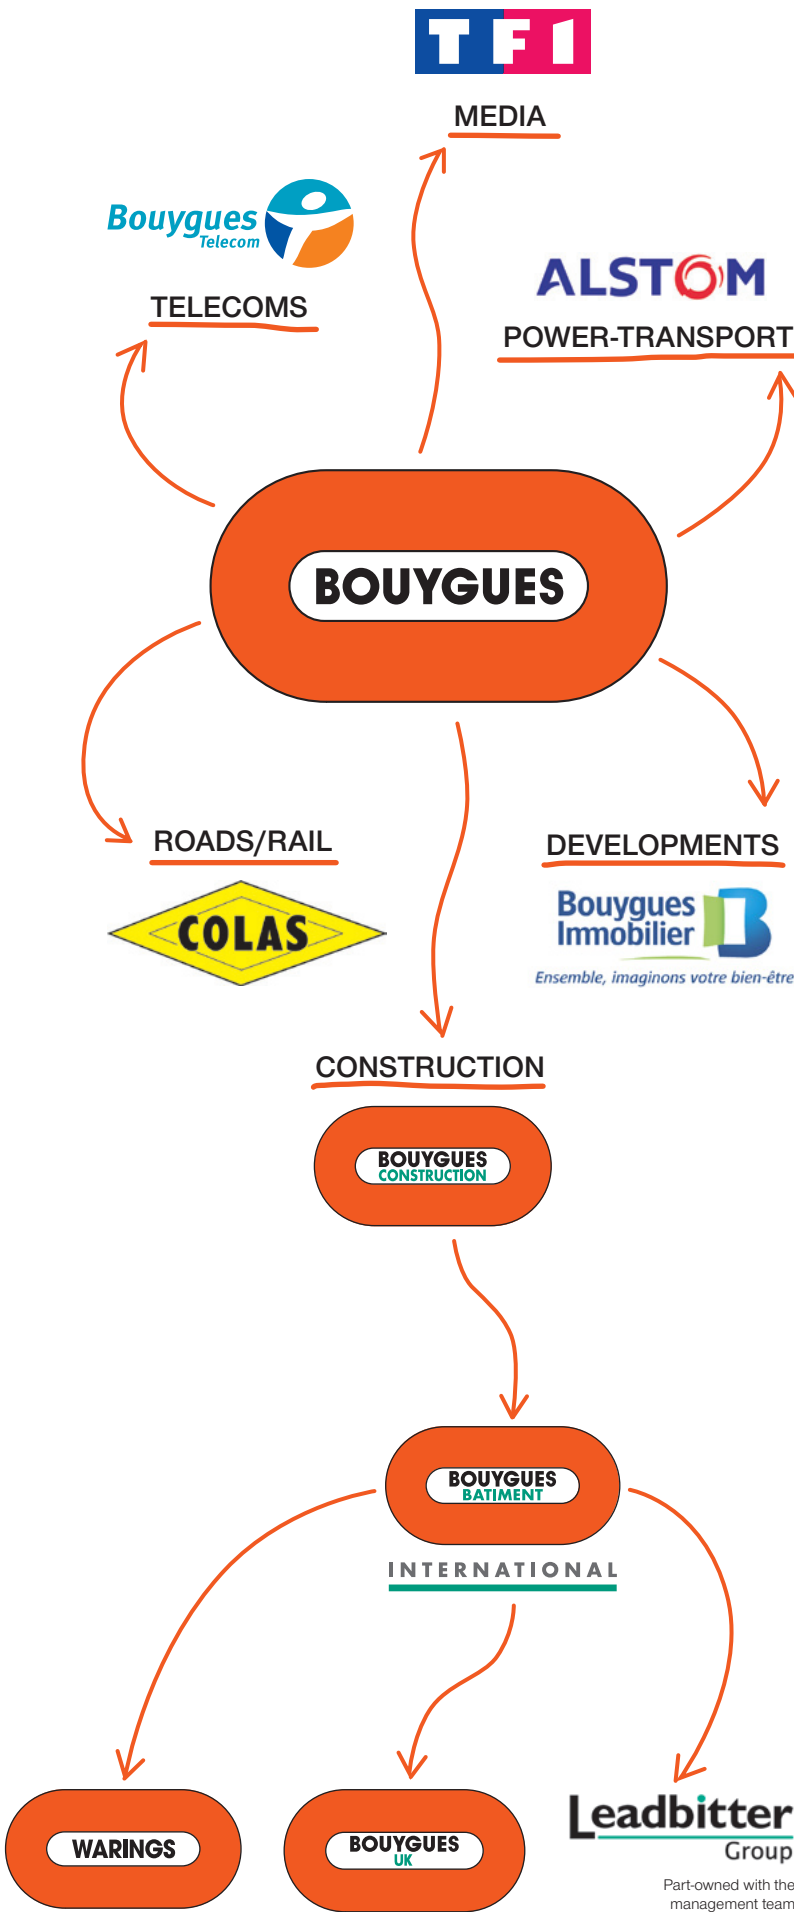 TF1
MEDIA
Bouygues
Telecom
TELECOMS
ALSTOM
POWER-TRANSPORT
BOUYGUES
ROADS/RAIL
COLAS
DEVELOPMENTS
Bouygues
Immobilier
Ensemble, imaginons votre bien-être
CONSTRUCTION
BOUYGUES
CONSTRUCTION
BOUYGUES
BATIMENT
INTERNATIONAL
WARINGS
BOUYGUES
UK
Leadbitter
Group
Part-owned with the
management team